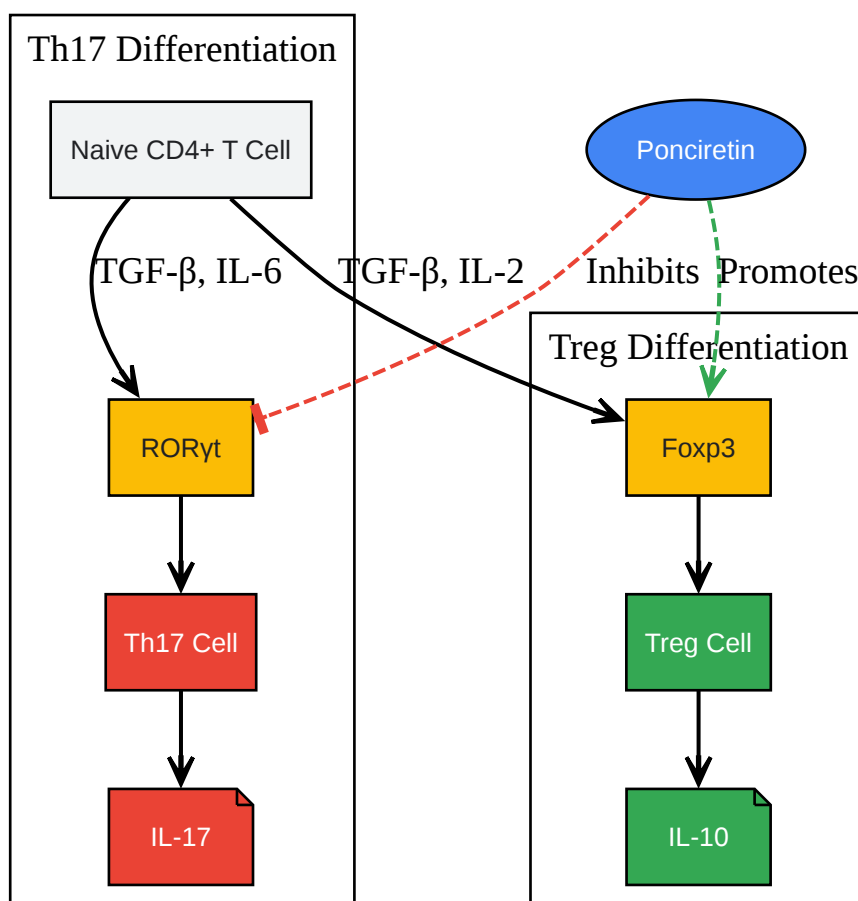 Th17 Differentiation
Naive CD4+ T Cell
Ponciretin
TGF-β, IL-6
TGF-β, IL-2
Inhibits
Promotes
Treg Differentiation
RORγt
Foxp3
Th17 Cell
Treg Cell
IL-17
IL-10